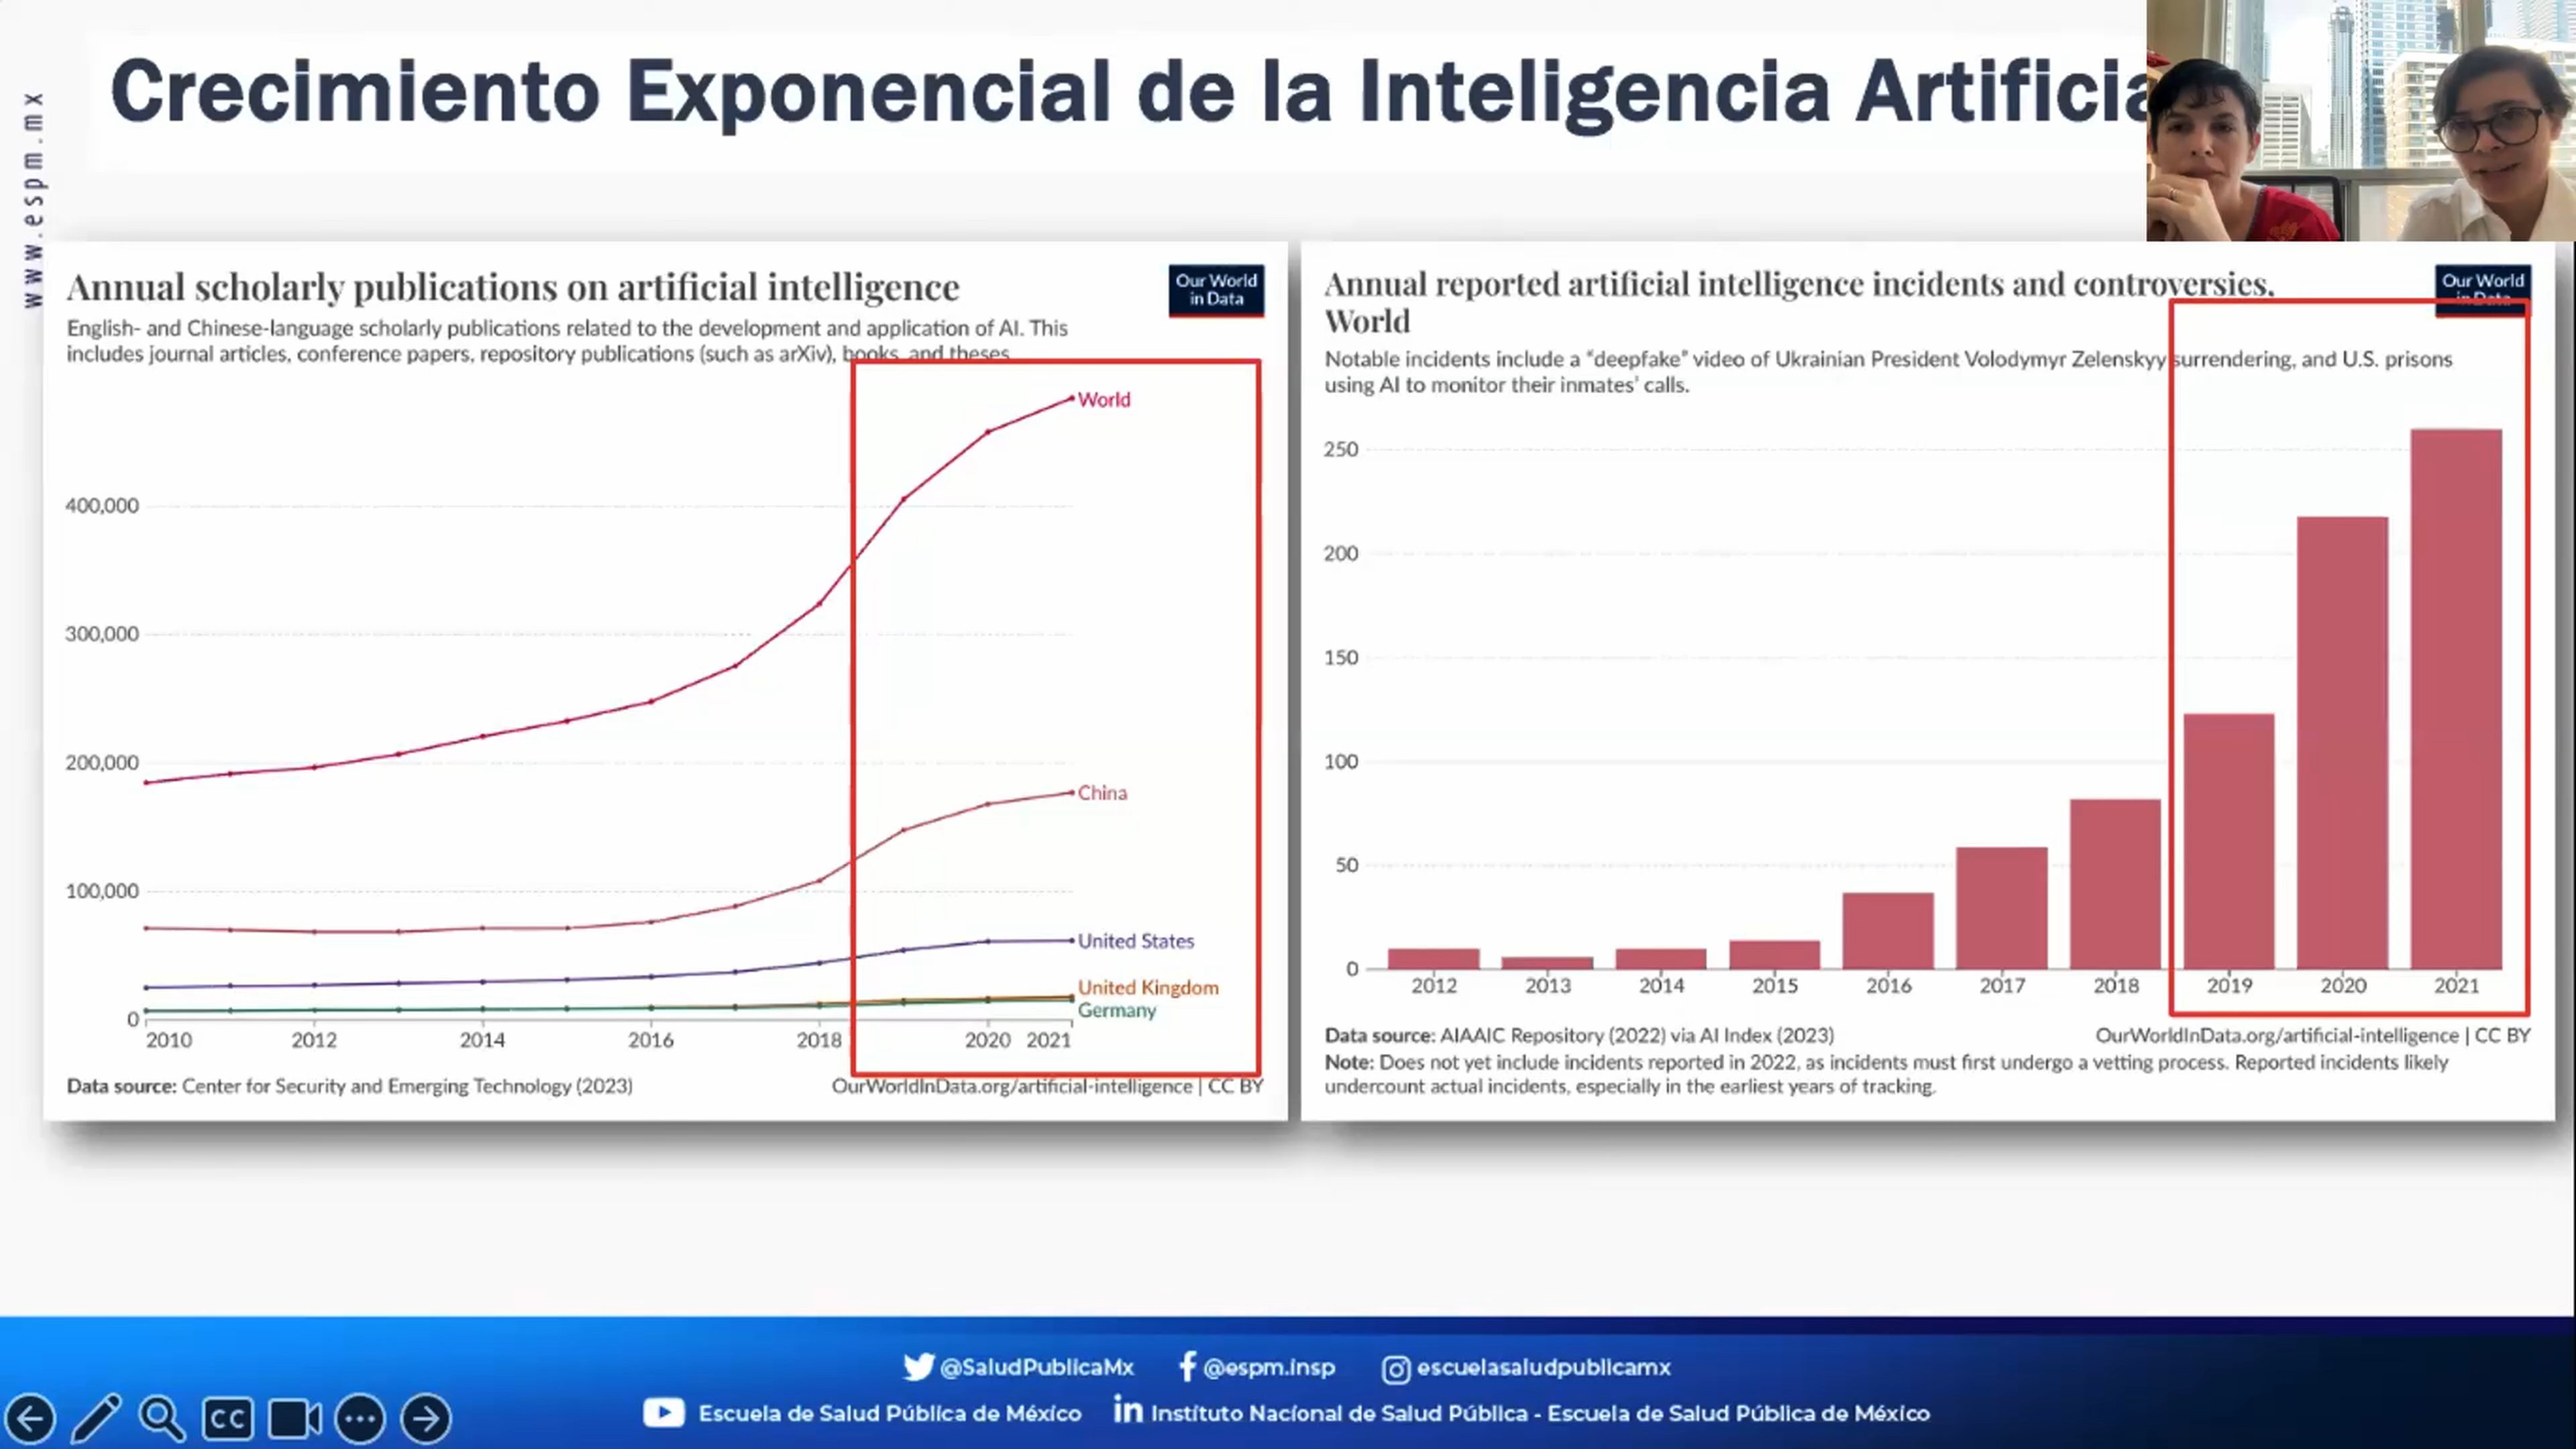 Crecimiento Exponencial de la Inteligencia Artificia
www.espm.mx
Annual scholarly publications on artificial intelligence
Our World
in Data
English- and Chinese-language scholarly publications related to the development and application of AI. This
includes journal articles, conference papers, repository publications (such as arXiv), books, and theses.
400,000
300,000
200,000
100,000
0
World
China
United States
United Kingdom
Germany
2010
2012
2014
2016
2018
2020
2021
Data source: Center for Security and Emerging Technology (2023)
OurWorldInData.org/artificial-intelligence | CC BY
Annual reported artificial intelligence incidents and controversies,
World
Our World
in Data
Notable incidents include a “deepfake” video of Ukrainian President Volodymyr Zelenskyy surrendering, and U.S. prisons
using AI to monitor their inmates' calls.
250
200
150
100
50
0
2012
2013
2014
2015
2016
2017
2018
2019
2020
2021
Data source: AIAAIC Repository (2022) via AI Index (2023)
OurWorldInData.org/artificial-intelligence | CC BY
Note: Does not yet include incidents reported in 2022, as incidents must first undergo a vetting process. Reported incidents likely
undercount actual incidents, especially in the earliest years of tracking.
@SaludPublicaMx
@espm.insp
escuelasaludpublicamx
Escuela de Salud Pública de México
in Instituto Nacional de Salud Pública - Escuela de Salud Pública de México
CC